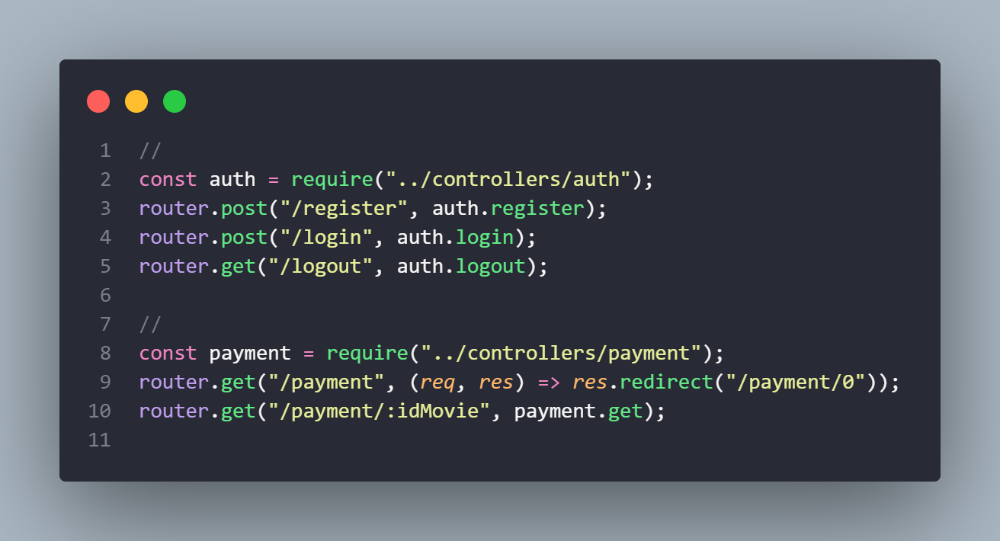 1 //
2 const auth = require("../controllers/auth");
3 router.post("/register", auth.register);
4 router.post("/login", auth.login);
5 router.get("/logout", auth.logout);
6
7 //
8 const payment = require("../controllers/payment");
9 router.get("/payment", (req, res) => res.redirect("/payment/0"));
10 router.get("/payment/:idMovie", payment.get);
11